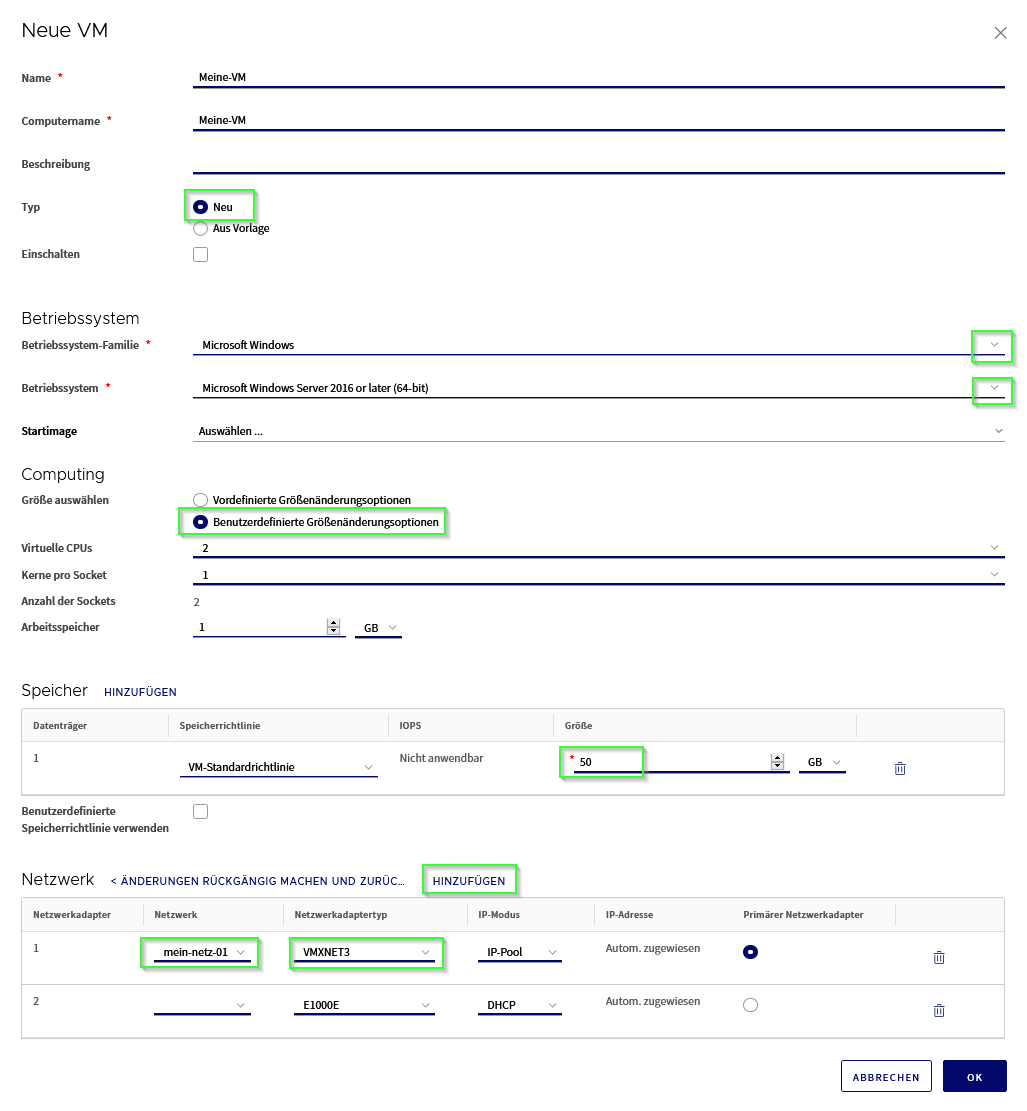 Neue VM
Name *
Meine-VM
Computername *
Meine-VM
Beschreibung
Typ
Neu
Aus Vorlage
Einschalten
Betriebssystem
Betriebssystem-Familie *
Microsoft Windows
Betriebssystem *
Microsoft Windows Server 2016 or later (64-bit)
Startimage
Auswählen ...
Computing
Größe auswählen
Vordefinierte Größenänderungsoptionen
Benutzerdefinierte Größenänderungsoptionen
Virtuelle CPUs
2
Kerne pro Socket
1
Anzahl der Sockets
2
Arbeitsspeicher
1 GB
Speicher HINZUFÜGEN
Datenträger Speicherrichtlinie IOPS Größe
1 VM-Standardrichtlinie Nicht anwendbar * 50 GB
Benutzerdefinierte
Speicherrichtlinie verwenden
Netzwerk < ÄNDERUNGEN RÜCKGÄNGIG MACHEN UND ZURÜC... HINZUFÜGEN
Netzwerkadapter Netzwerk Netzwerkadaptertyp IP-Modus IP-Adresse Primärer Netzwerkadapter
1 mein-netz-01 VMXNET3 IP-Pool Autom. zugewiesen
2 E1000E DHCP Autom. zugewiesen
ABBRECHEN OK